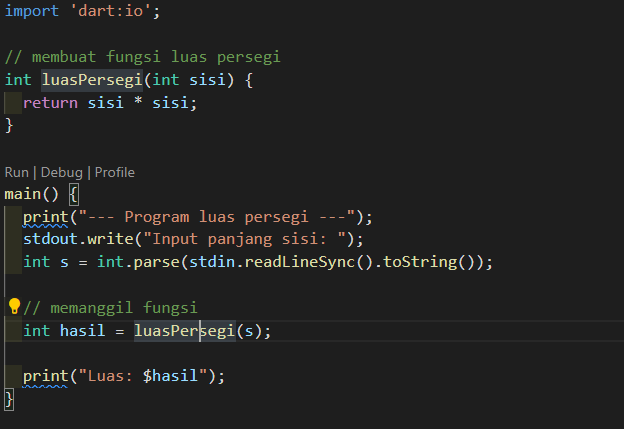 import 'dart:io';
// membuat fungsi luas persegi
int luasPersegi(int sisi) {
return sisi * sisi;
}
Run | Debug | Profile
main() {
print("--- Program luas persegi ---");
stdout.write("Input panjang sisi: ");
int s = int.parse(stdin.readLineSync().toString());
// memanggil fungsi
int hasil = luasPersegi(s);
print("Luas: $hasil");
}